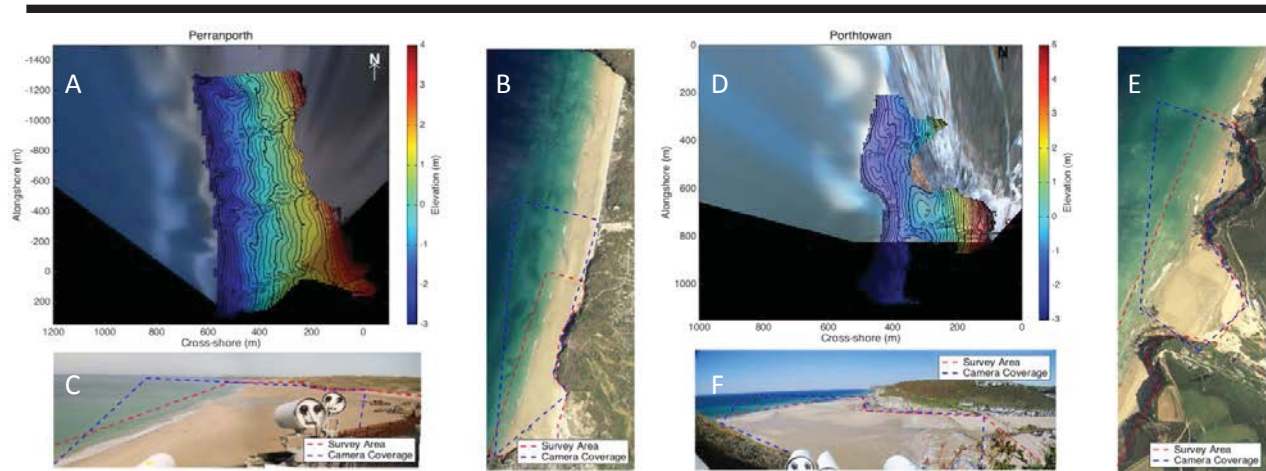 Perranporth
A
N
-1400
-1200
-1000
-800
-600
-400
-200
0
200
Alongshore (m)
1200
1000
800
600
400
200
0
Cross-shore (m)
4
3
2
1
0
-1
-2
-3
Elevation (m)
B
Survey Area
Camera Coverage
C
Survey Area
Camera Coverage
Porthtowan
D
N
0
200
400
600
800
1000
Alongshore (m)
1000
800
600
400
200
0
Cross-shore (m)
5
4
3
2
1
0
-1
-2
-3
Elevation (m)
E
Survey Area
Camera Coverage
F
Survey Area
Camera Coverage